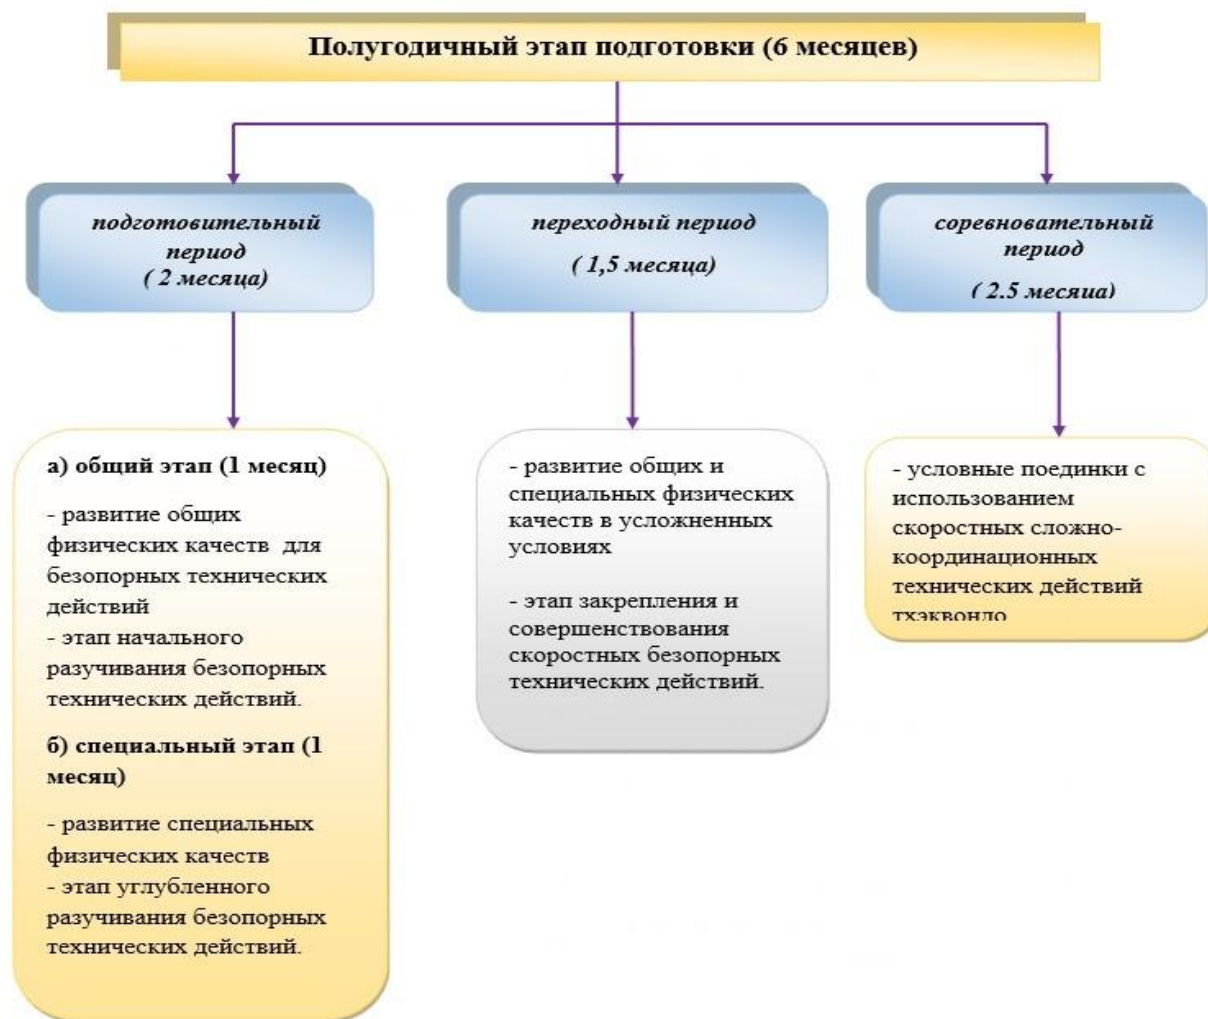 Полугодичный этап подготовки (6 месяцев)
подготовительный
период
( 2 месяца)
переходный период
( 1,5 месяца)
соревновательный
период
( 2.5 месяца)
а) общий этап (1 месяц)
- развитие общих
физических качеств для
безопорных технических
действий
- этап начального
разучивания безопорных
технических действий.
б) специальный этап (1
месяц)
- развитие специальных
физических качеств
- этап углубленного
разучивания безопорных
технических действий.
- развитие общих и
специальных физических
качеств в усложненных
условиях
- этап закрепления и
совершенствования
скоростных безопорных
технических действий.
- условные поединки с
использованием
скоростных сложно-
координационных
технических действий
тхэквондо